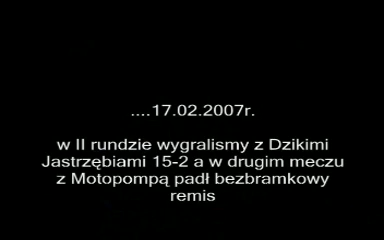 ....17.02.2007r.
w II rundzie wygralismy z Dzikimi
Jastrzębiami 15-2 a w drugim meczu
z Motopompą padł bezbramkowy
remis